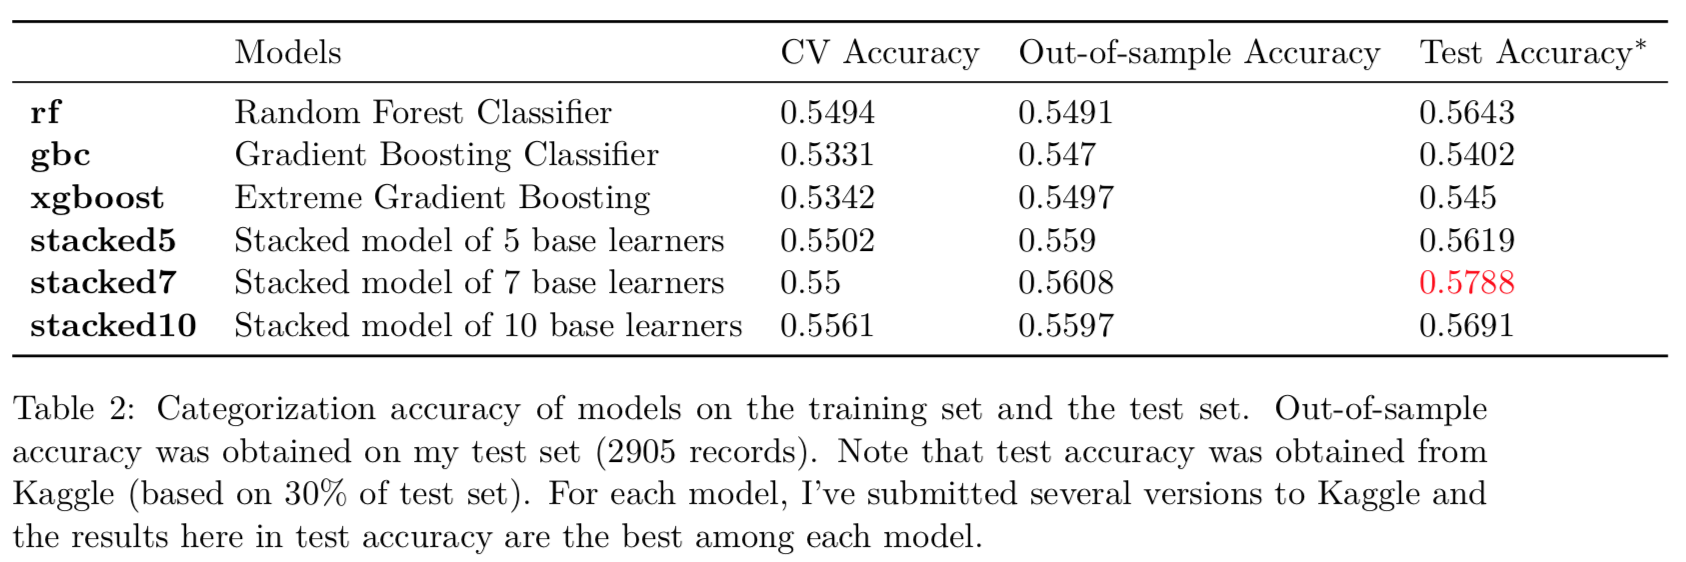 Models CV Accuracy Out-of-sample Accuracy Test Accuracy*
rf Random Forest Classifier 0.5494 0.5491 0.5643
gbc Gradient Boosting Classifier 0.5331 0.547 0.5402
xgboost Extreme Gradient Boosting 0.5342 0.5497 0.545
stacked5 Stacked model of 5 base learners 0.5502 0.559 0.5619
stacked7 Stacked model of 7 base learners 0.55 0.5608 0.5788
stacked10 Stacked model of 10 base learners 0.5561 0.5597 0.5691
Table 2: Categorization accuracy of models on the training set and the test set. Out-of-sample
accuracy was obtained on my test set (2905 records). Note that test accuracy was obtained from
Kaggle (based on 30% of test set). For each model, I've submitted several versions to Kaggle and
the results here in test accuracy are the best among each model.